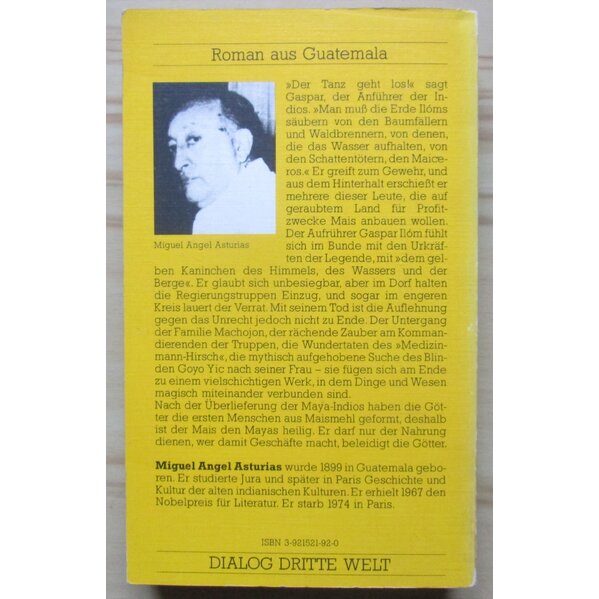 Roman aus Guatemala
»Der Tanz geht los!« sagt
Gaspar, der Anführer der In-
dios. »Man muß die Erde Ilóms
säubern von den Baumfällern
und Waldbrennern, von denen,
die das Wasser aufhalten, von
den Schattentötern, den Maice-
ros.« Er greift zum Gewehr, und
aus dem Hinterhalt erschießt er
mehrere dieser Leute, die auf
geraubtem Land für Profit-
zwecke Mais anbauen wollen.
Der Aufrührer Gaspar Ilóm fühlt
sich im Bunde mit den Urkräf-
ten der Legende, mit »dem gel-
Miguel Angel Asturias
ben Kaninchen des Himmels, des Wassers und der
Berge«. Er glaubt sich unbesiegbar, aber im Dorf halten
die Regierungstruppen Einzug, und sogar im engeren
Kreis lauert der Verrat. Mit seinem Tod ist die Auflehnung
gegen das Unrecht jedoch nicht zu Ende. Der Untergang
der Familie Machojon, der rächende Zauber am Komman-
dierenden der Truppen, die Wundertaten des »Medizin-
mann-Hirsch«, die mythisch aufgehobene Suche des Blin-
den Goyo Yic nach seiner Frau – sie fügen sich am Ende
zu einem vielschichtigen Werk, in dem Dinge und Wesen
magisch miteinander verbunden sind.
Nach der Überlieferung der Maya-Indios haben die Göt-
ter die ersten Menschen aus Maismehl geformt, deshalb
ist der Mais den Mayas heilig. Er darf nur der Nahrung
dienen, wer damit Geschäfte macht, beleidigt die Götter.
Miguel Angel Asturias wurde 1899 in Guatemala gebo-
ren. Er studierte Jura und später in Paris Geschichte und
Kultur der alten indianischen Kulturen. Er erhielt 1967 den
Nobelpreis für Literatur. Er starb 1974 in Paris.
ISBN 3-921521-92-0
DIALOG DRITTE WELT